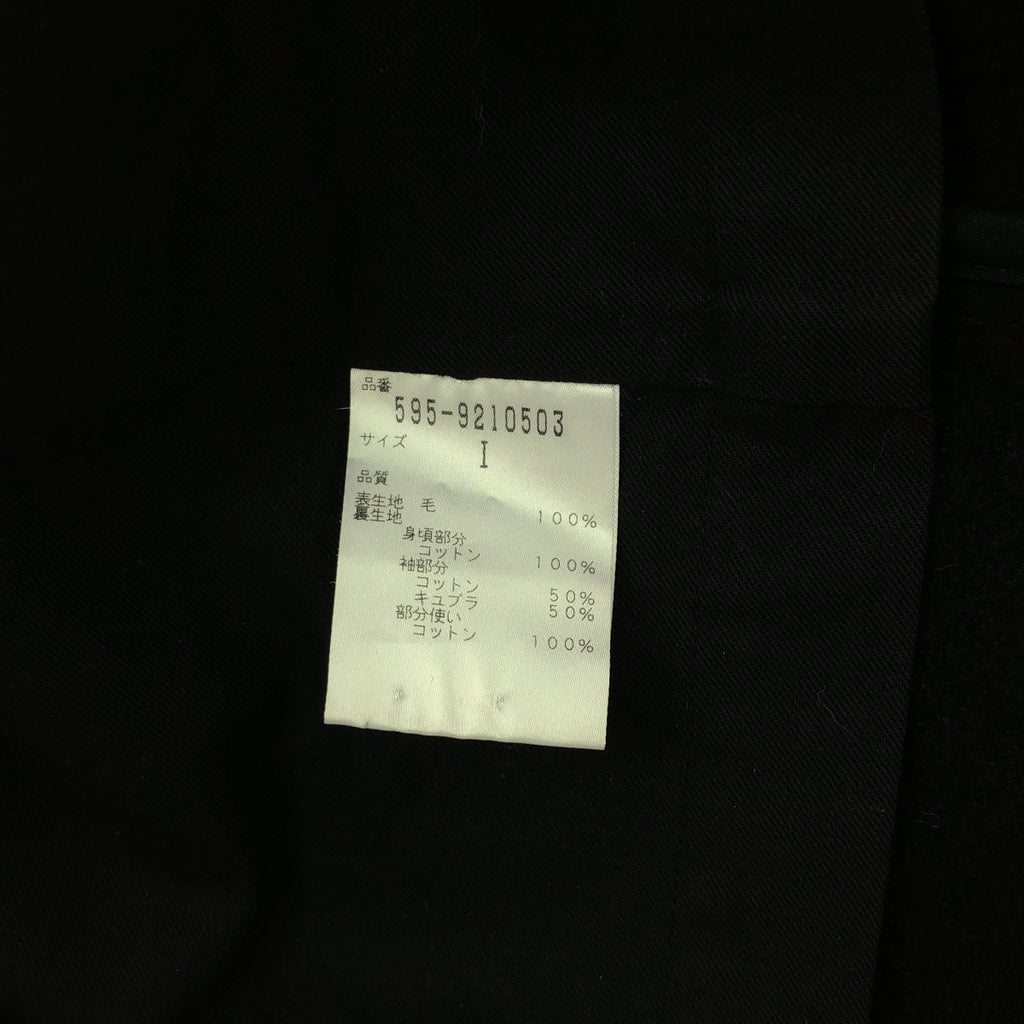 品番
595-9210503
サイズ
I
品質
表生地 毛 100%
裏生地
身頃部分
コットン 100%
袖部分
コットン 50%
キュプラ 50%
部分使い
コットン 100%